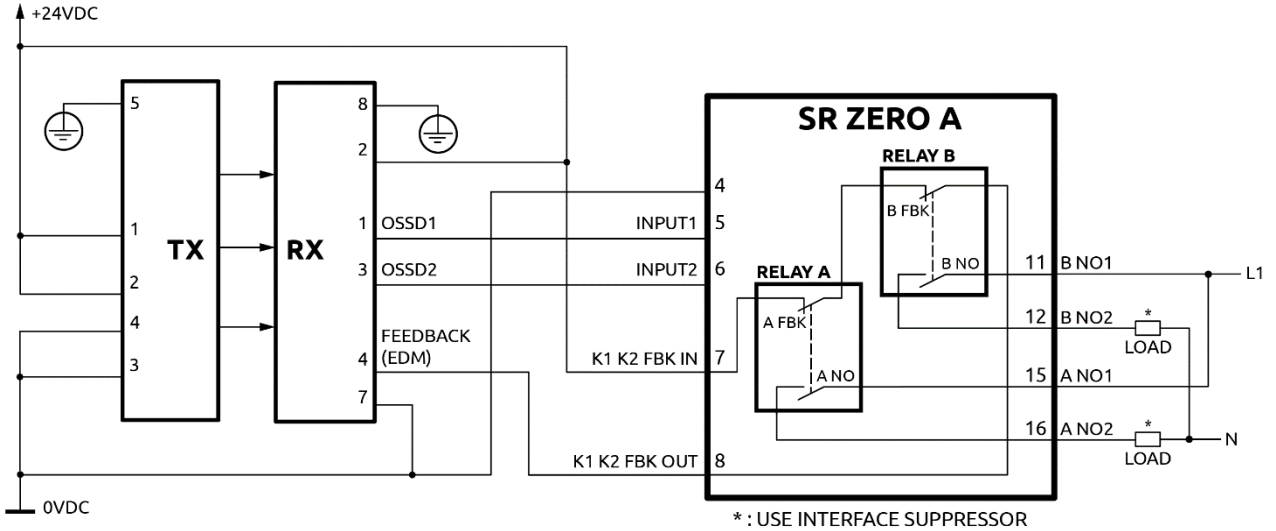 +24VDC
SR ZERO A
5
8
RELAY B
2
4
B FBK
1
TX
RX
1 OSSD1
INPUT1 5
3 OSSD2
INPUT2 6
RELAY A
B NO
11 B NO1
L1
2
A FBK
12 B NO2
*
LOAD
4
FEEDBACK
(EDM)
4
3
K1 K2 FBK IN 7
A NO
15 A NO1
7
16 A NO2
*
N
LOAD
K1 K2 FBK OUT 8
0VDC
* : USE INTERFACE SUPPRESSOR